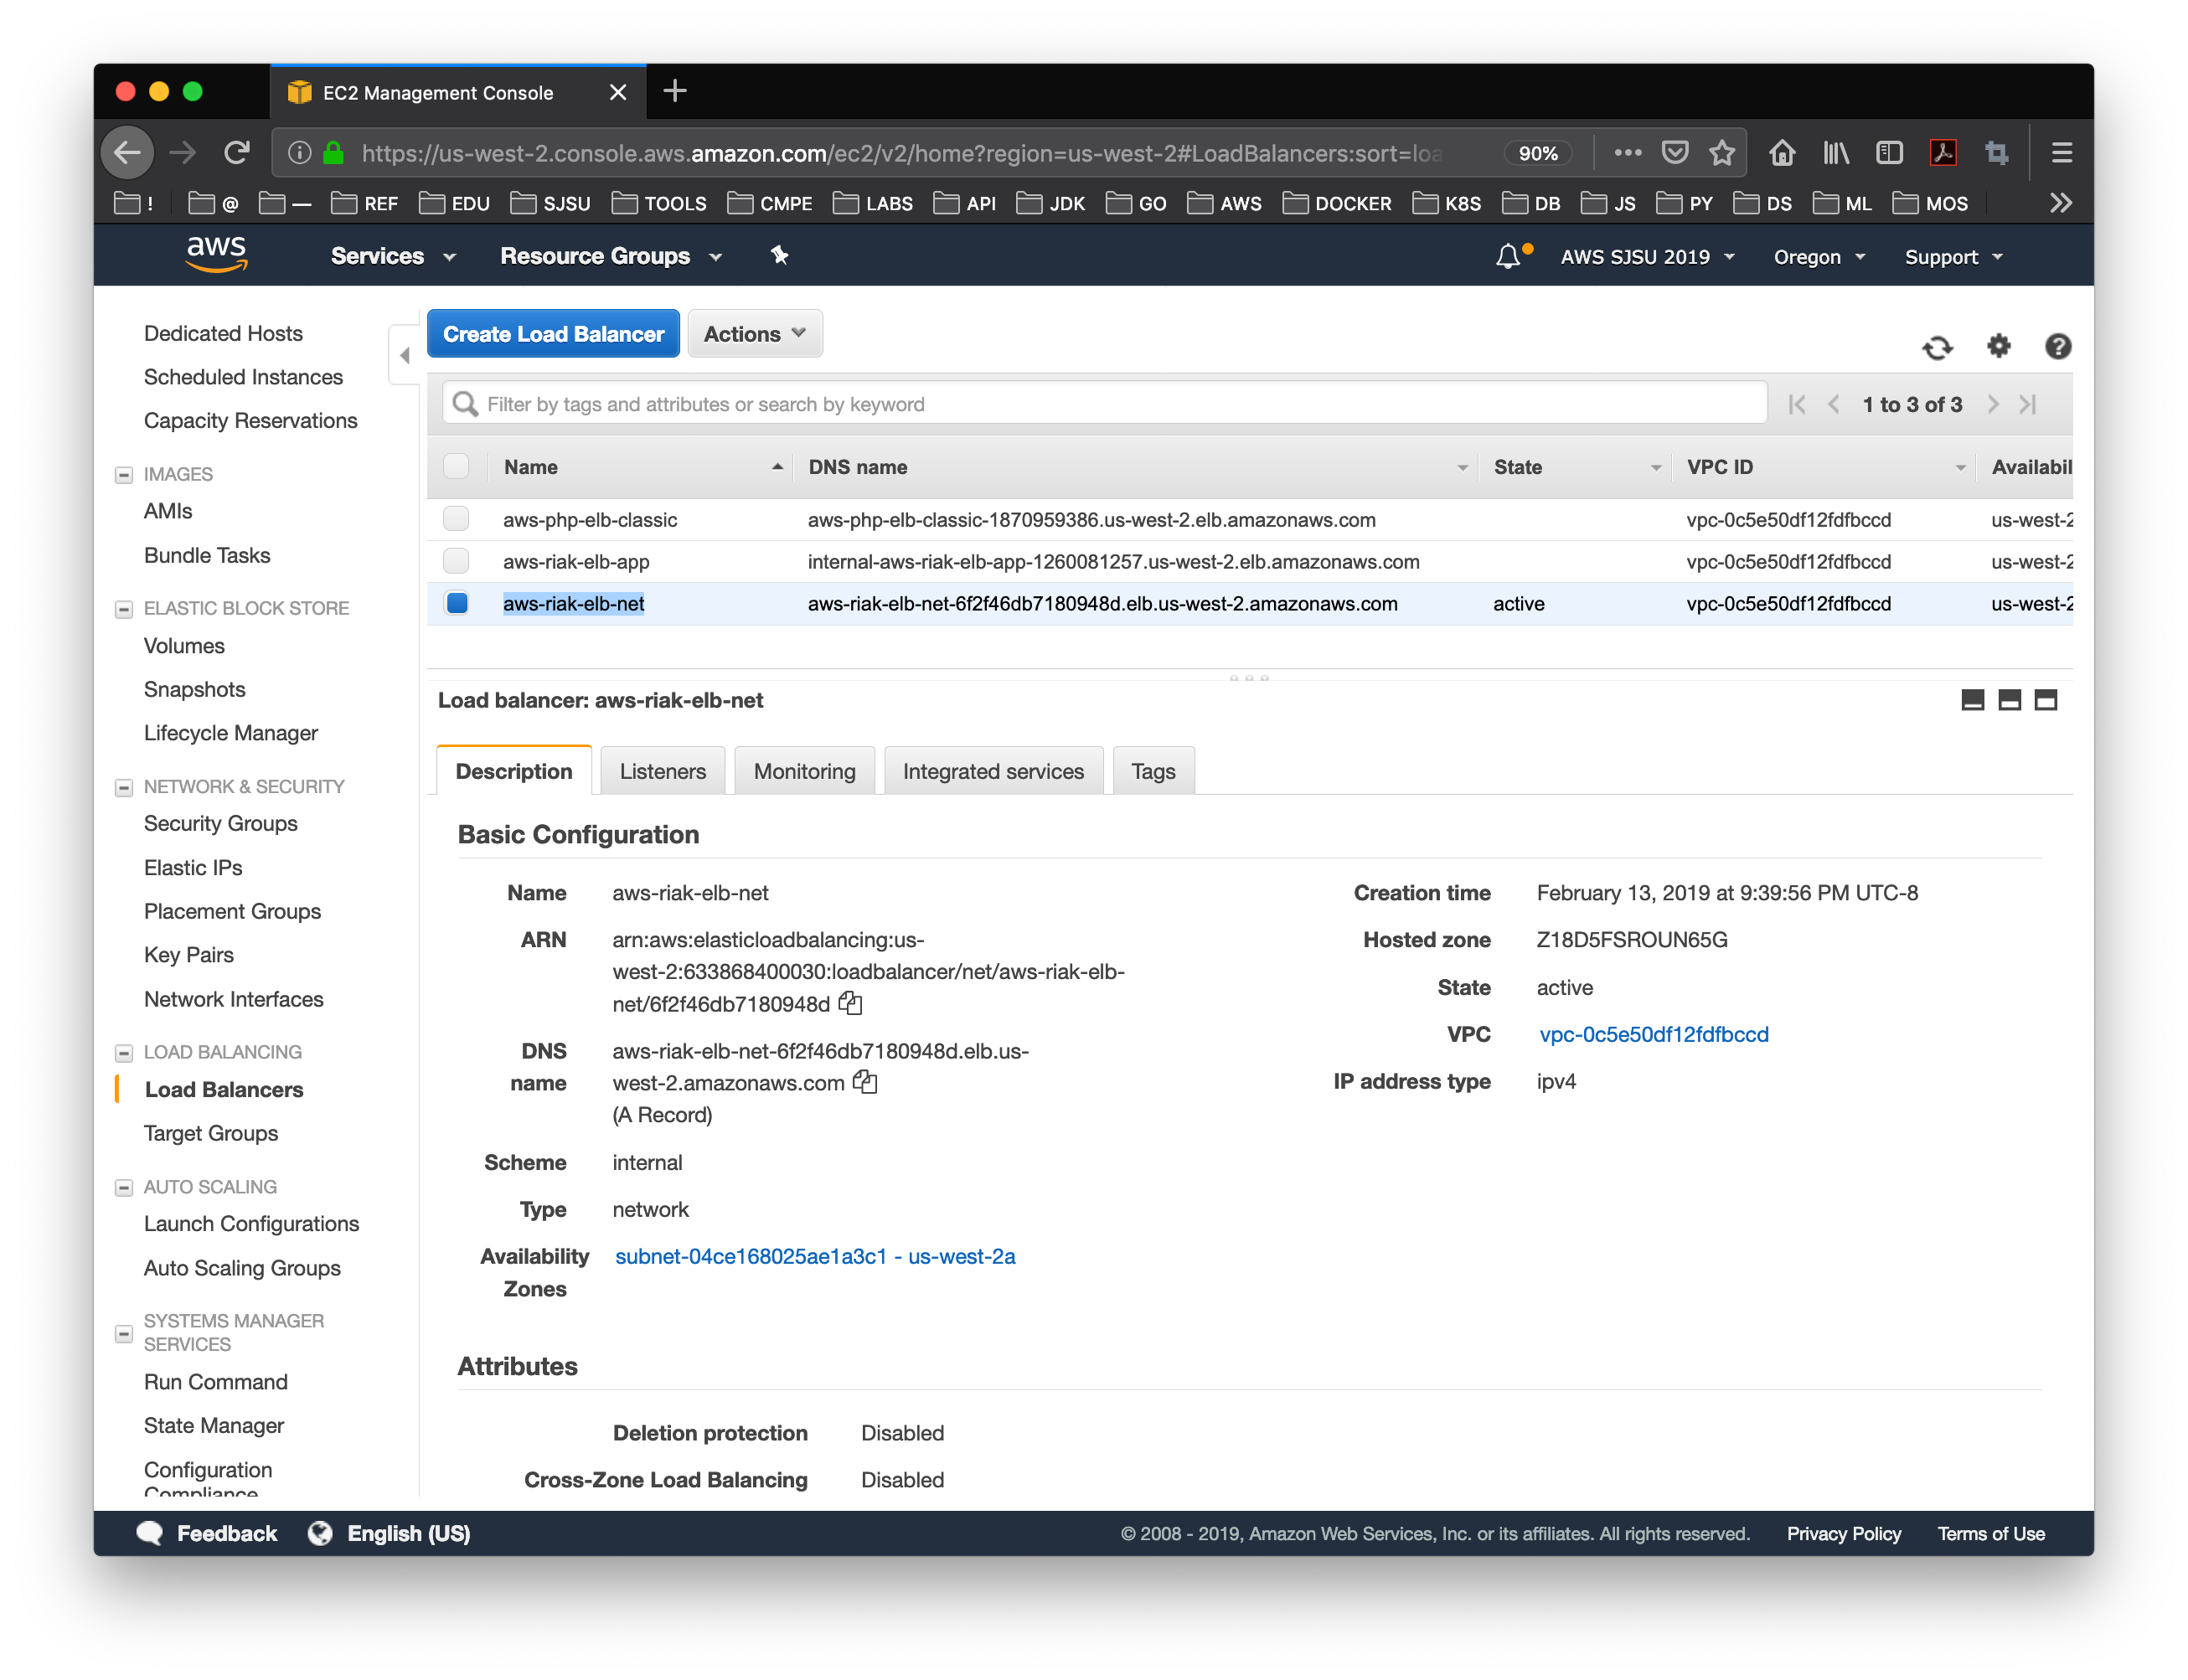 EC2 Management Console
https://us-west-2.console.aws.amazon.com/ec2/v2/home?region=us-west-2#LoadBalancers:sort=loa
90%
! @ — REF EDU SJSU TOOLS CMPE LABS API JDK GO AWS DOCKER K8S DB JS PY DS ML MOS
aws Services Resource Groups AWS SJSU 2019 Oregon Support
Dedicated Hosts
Scheduled Instances
Capacity Reservations
IMAGES
AMIs
Bundle Tasks
ELASTIC BLOCK STORE
Volumes
Snapshots
Lifecycle Manager
NETWORK & SECURITY
Security Groups
Elastic IPs
Placement Groups
Key Pairs
Network Interfaces
LOAD BALANCING
Load Balancers
Target Groups
AUTO SCALING
Launch Configurations
Auto Scaling Groups
SYSTEMS MANAGER
SERVICES
Run Command
State Manager
Configuration
Compliance
Create Load Balancer Actions
Filter by tags and attributes or search by keyword 1 to 3 of 3
Name DNS name State VPC ID Availabil
aws-php-elb-classic aws-php-elb-classic-1870959386.us-west-2.elb.amazonaws.com vpc-0c5e50df12fdfbccd us-west-2
aws-riak-elb-app internal-aws-riak-elb-app-1260081257.us-west-2.elb.amazonaws.com vpc-0c5e50df12fdfbccd us-west-2
aws-riak-elb-net aws-riak-elb-net-6f2f46db7180948d.elb.us-west-2.amazonaws.com active vpc-0c5e50df12fdfbccd us-west-2
Load balancer: aws-riak-elb-net
Description Listeners Monitoring Integrated services Tags
Basic Configuration
Name aws-riak-elb-net
ARN arn:aws:elasticloadbalancing:us-
west-2:633868400030:loadbalancer/net/aws-riak-elb-
net/6f2f46db7180948d
DNS aws-riak-elb-net-6f2f46db7180948d.elb.us-
name west-2.amazonaws.com
(A Record)
Scheme internal
Type network
Availability subnet-04ce168025ae1a3c1 - us-west-2a
Zones
Creation time February 13, 2019 at 9:39:56 PM UTC-8
Hosted zone Z18D5FSROUN65G
State active
VPC vpc-0c5e50df12fdfbccd
IP address type ipv4
Attributes
Deletion protection Disabled
Cross-Zone Load Balancing Disabled
Feedback English (US) © 2008 - 2019, Amazon Web Services, Inc. or its affiliates. All rights reserved. Privacy Policy Terms of Use